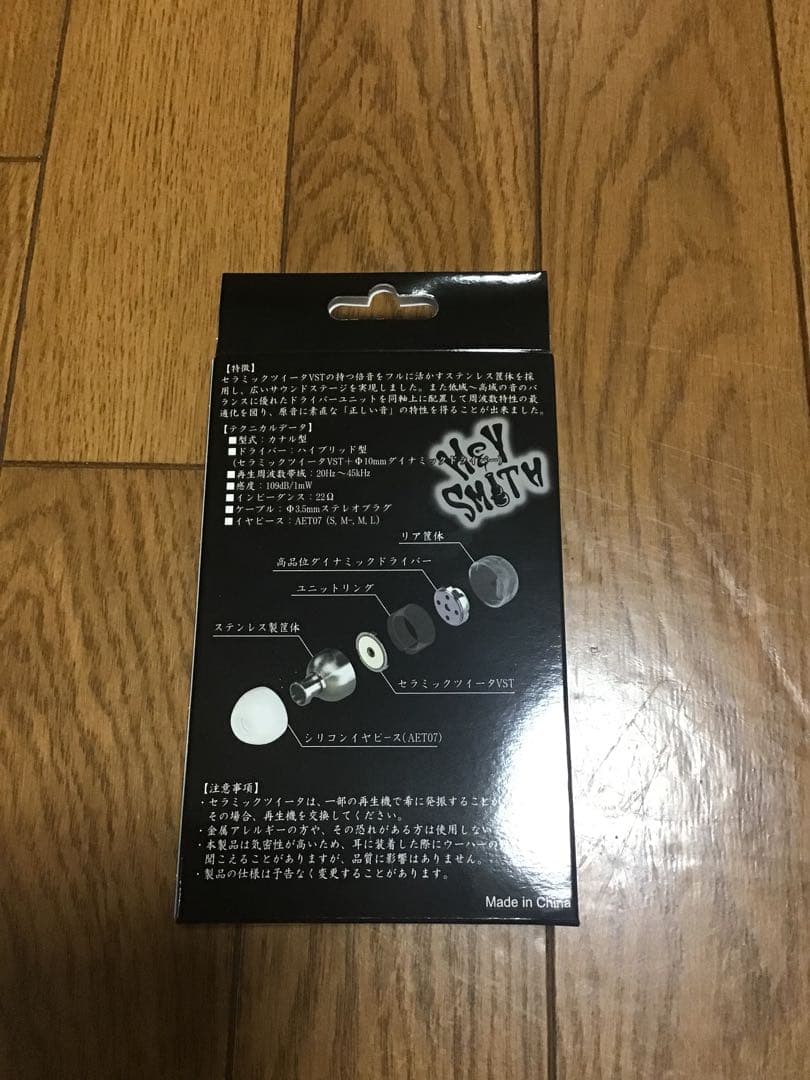 【特徴】
セラミックツイータVSTの持つ倍音をフルに活かすステンレス筐体を採
用し、広いサウンドステージを実現しました。また低域～高域の音のバ
ランスに優れたドライバーユニットを同軸上に配置して周波数特性の最
適化を図り、原音に素直な「正しい音」の特性を得ることが出来ました。
【テクニカルデータ】
■型式：カナル型
■ドライバー：ハイブリッド型
(セラミックツイータVST＋Φ10mmダイナミックドライバー)
■再生周波数帯域：20Hz～45kHz
■感度：109dB/1mW
■インピーダンス：22Ω
■ケーブル：Φ3.5mmステレオプラグ
■イヤピース：AET07 (S, M-, M, L)
HEY
SMITH
リア筐体
高品位ダイナミックドライバー
ユニットリング
ステンレス製筐体
セラミックツイータVST
シリコンイヤピース(AET07)
【注意事項】
・セラミックツイータは、一部の再生機で希に発振すること
その場合、再生機を交換してください。
・金属アレルギーの方や、その恐れがある方は使用しない
・本製品は気密性が高いため、耳に装着した際にウーハーの
聞こえることがありますが、品質に影響はありません。
・製品の仕様は予告なく変更することがあります。
Made in China